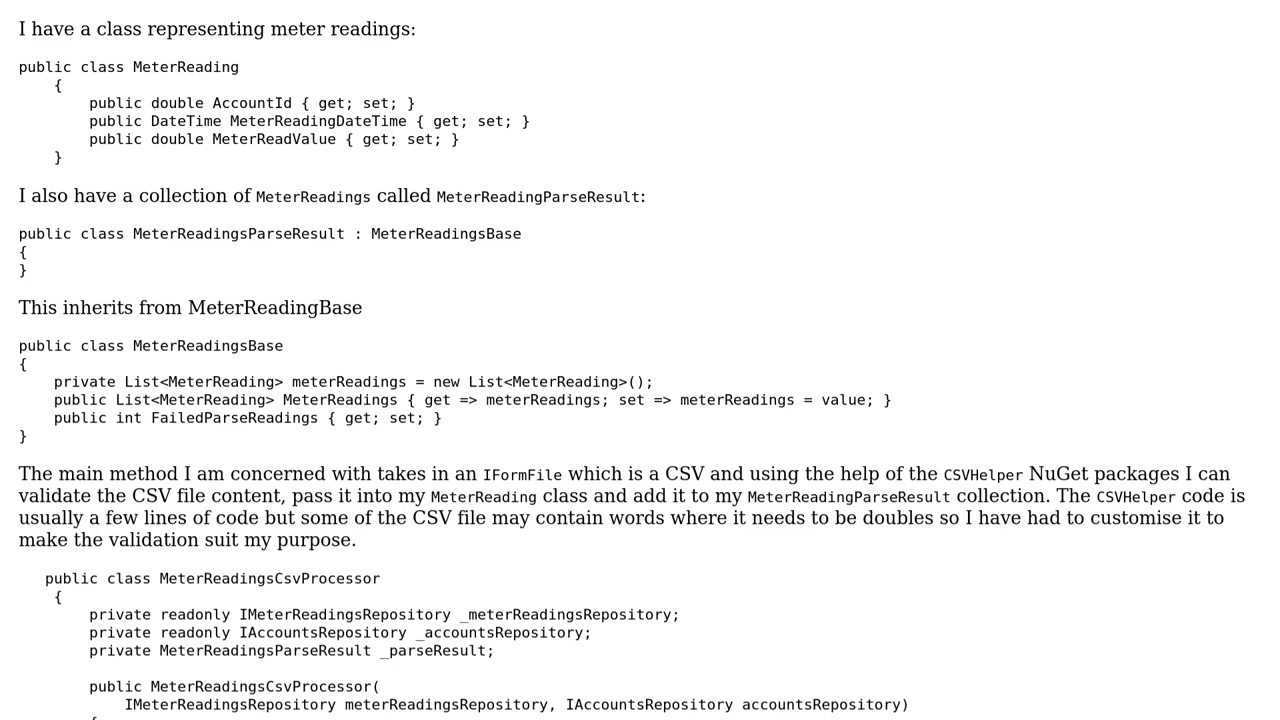 I have a class representing meter readings:
public class MeterReading
    {
        public double AccountId { get; set; }
        public DateTime MeterReadingDateTime { get; set; }
        public double MeterReadValue { get; set; }
    }
I also have a collection of MeterReadings called MeterReadingParseResult:
public class MeterReadingsParseResult : MeterReadingsBase
{
}
This inherits from MeterReadingBase
public class MeterReadingsBase
{
    private List<MeterReading> meterReadings = new List<MeterReading>();
    public List<MeterReading> MeterReadings { get => meterReadings; set => meterReadings = value; }
    public int FailedParseReadings { get; set; }
}
The main method I am concerned with takes in an IFormFile which is a CSV and using the help of the CSVHelper NuGet packages I can
validate the CSV file content, pass it into my MeterReading class and add it to my MeterReadingParseResult collection. The CSVHelper code is
usually a few lines of code but some of the CSV file may contain words where it needs to be doubles so I have had to customise it to
make the validation suit my purpose.
   public class MeterReadingsCsvProcessor
    {
        private readonly IMeterReadingsRepository _meterReadingsRepository;
        private readonly IAccountsRepository _accountsRepository;
        private MeterReadingsParseResult _parseResult;
        public MeterReadingsCsvProcessor(
            IMeterReadingsRepository meterReadingsRepository, IAccountsRepository accountsRepository)
        {